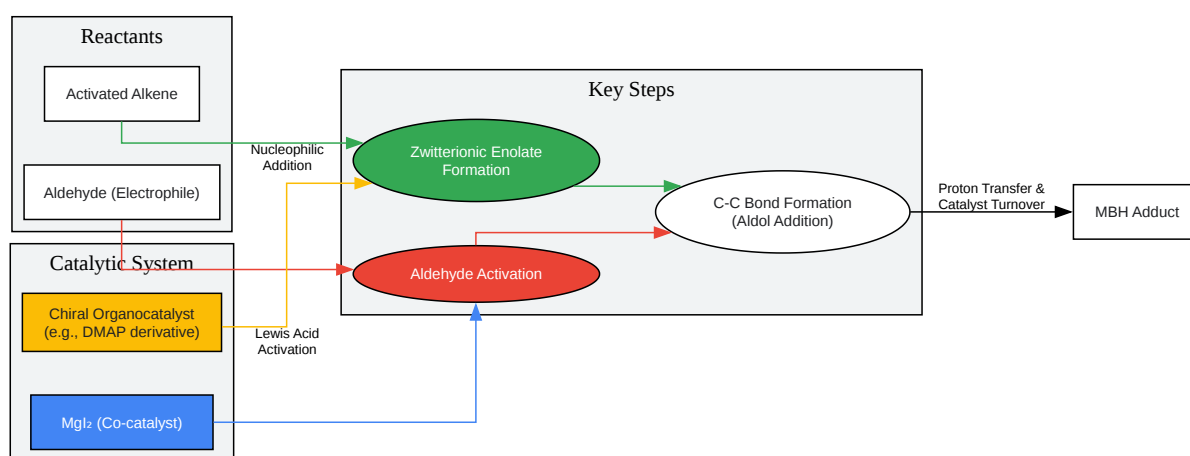 Reactants
Activated Alkene
Aldehyde (Electrophile)
Catalytic System
Chiral Organocatalyst
(e.g., DMAP derivative)
MgI₂ (Co-catalyst)
Nucleophilic
Addition
Lewis Acid
Activation
Key Steps
Zwitterionic Enolate
Formation
Aldehyde Activation
C-C Bond Formation
(Aldol Addition)
Proton Transfer &
Catalyst Turnover
MBH Adduct